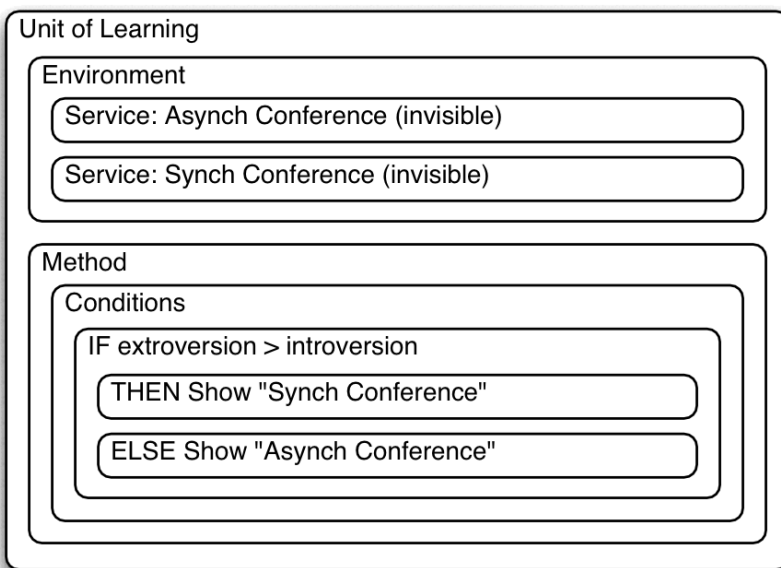 Unit of Learning
Environment
Service: Asynch Conference (invisible)
Service: Synch Conference (invisible)
Method
Conditions
IF extroversion > introversion
THEN Show "Synch Conference"
ELSE Show "Asynch Conference"